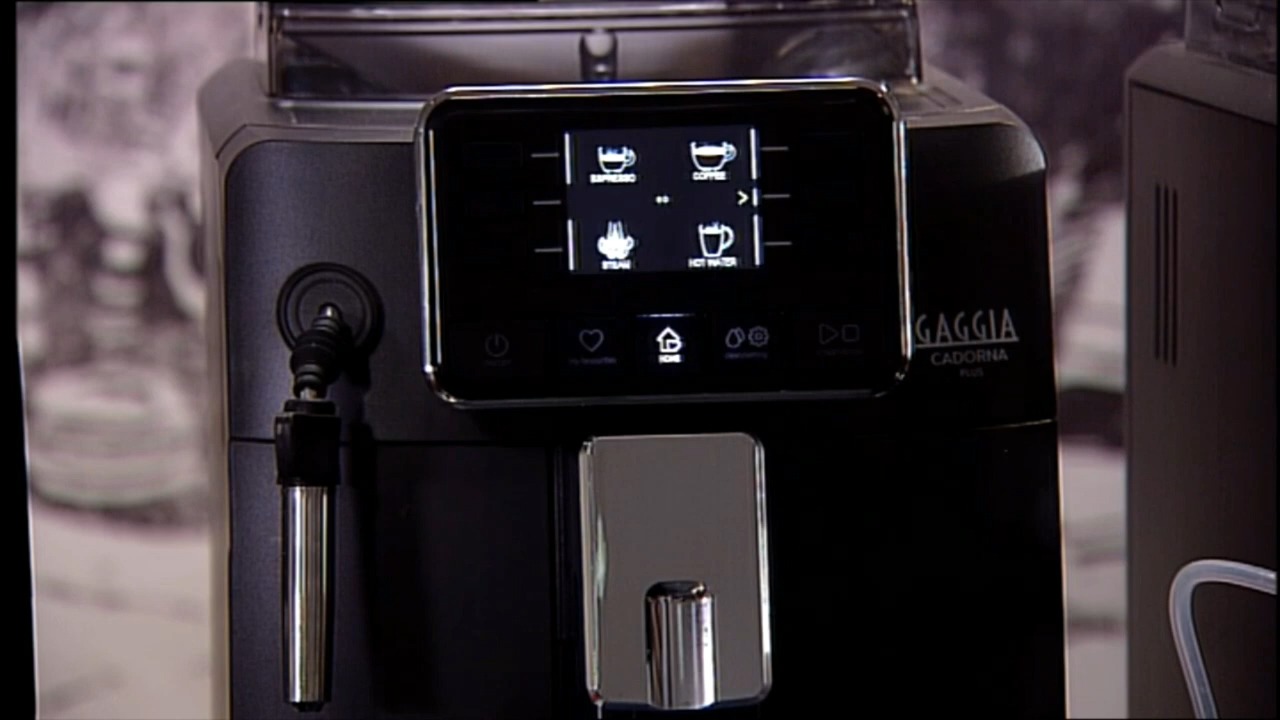 ESPRESSO
COFFEE
STEAM
HOT WATER
HOME
GAGGIA
CADORNA
PLUS